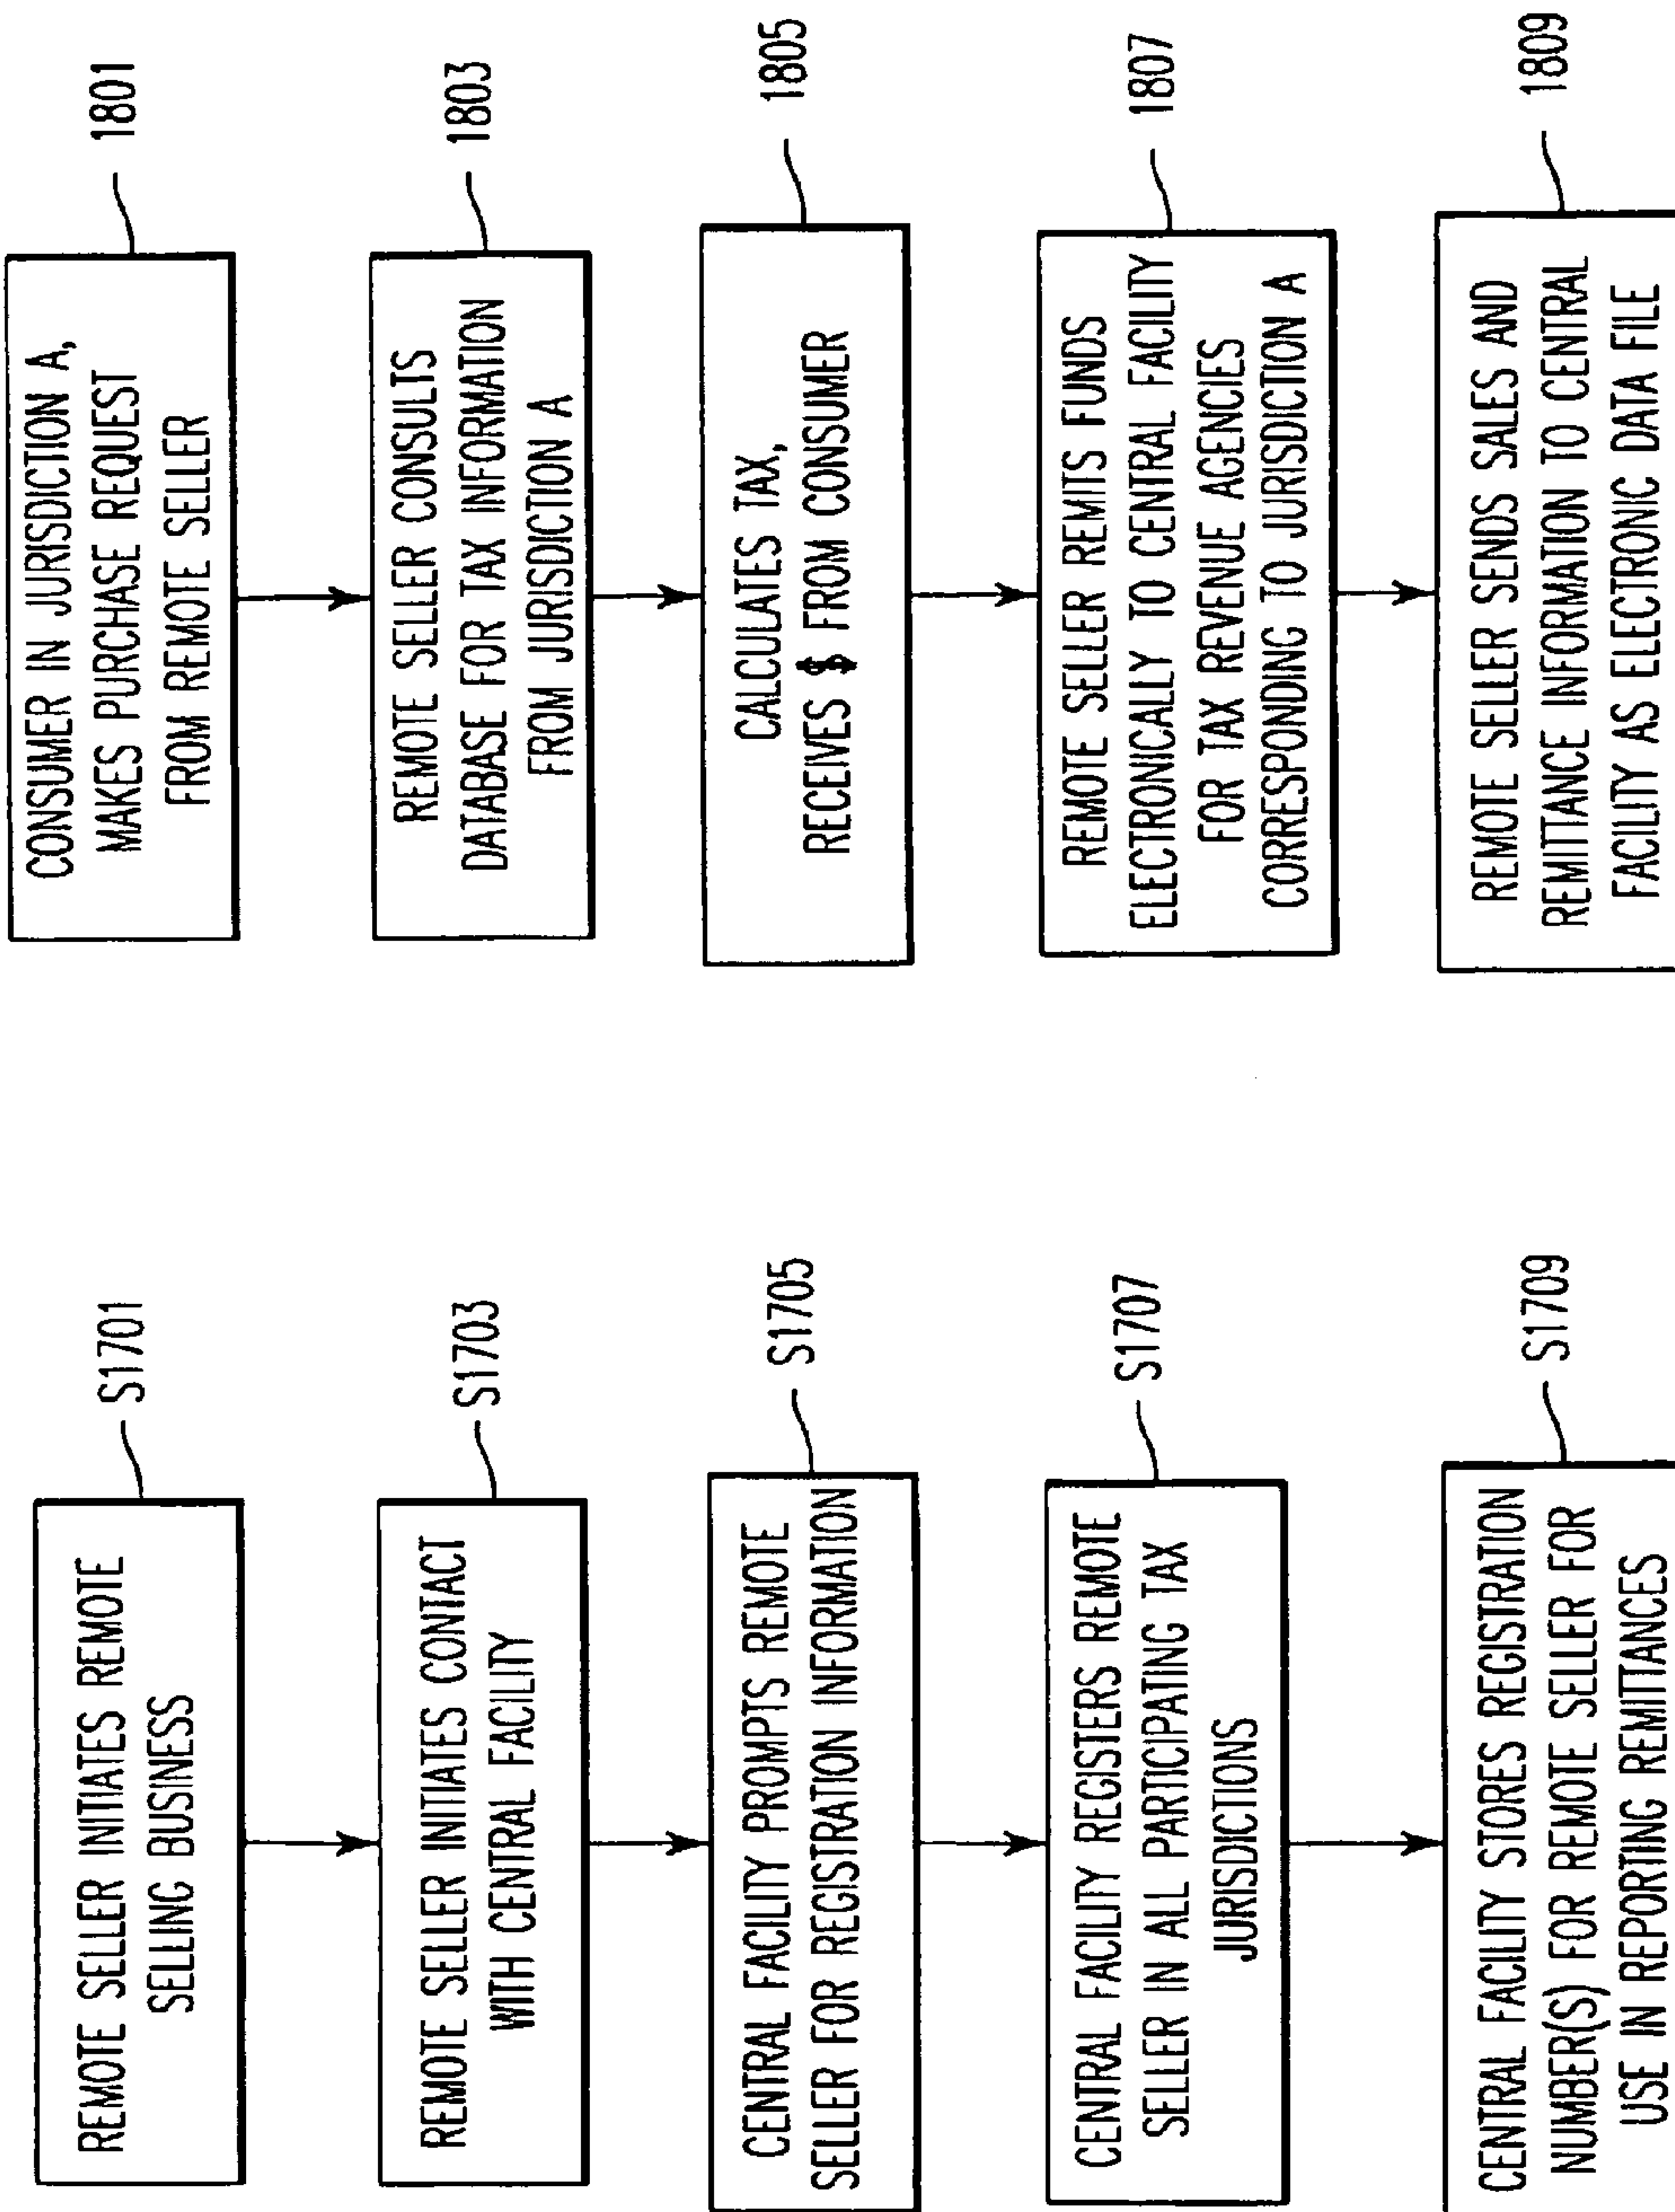 REMOTE SELLER INITIATES REMOTE
SELLING BUSINESS
S1701
REMOTE SELLER INITIATES CONTACT
WITH CENTRAL FACILITY
S1703
CENTRAL FACILITY PROMPTS REMOTE
SELLER FOR REGISTRATION INFORMATION
S1705
CENTRAL FACILITY REGISTERS REMOTE
SELLER IN ALL PARTICIPATING TAX
JURISDICTIONS
S1707
CENTRAL FACILITY STORES REGISTRATION
NUMBER(S) FOR REMOTE SELLER FOR
USE IN REPORTING REMITTANCES
S1709
CONSUMER IN JURISDICTION A,
MAKES PURCHASE REQUEST
FROM REMOTE SELLER
1801
REMOTE SELLER CONSULTS
DATABASE FOR TAX INFORMATION
FROM JURISDICTION A
1803
CALCULATES TAX,
RECEIVES $ FROM CONSUMER
1805
REMOTE SELLER REMITS FUNDS
ELECTRONICALLY TO CENTRAL FACILITY
FOR TAX REVENUE AGENCIES
CORRESPONDING TO JURISDICTION A
1807
REMOTE SELLER SENDS SALES AND
REMITTANCE INFORMATION TO CENTRAL
FACILITY AS ELECTRONIC DATA FILE
1809